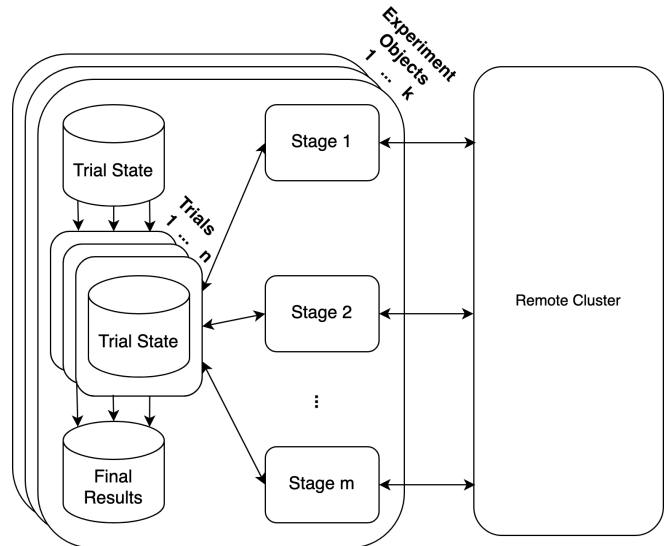 Experiment
Objects
1 ... k
Trial State
Stage 1
Trials
1 ... n
Remote Cluster
Stage 2
Trial State
...
Final
Results
Stage m